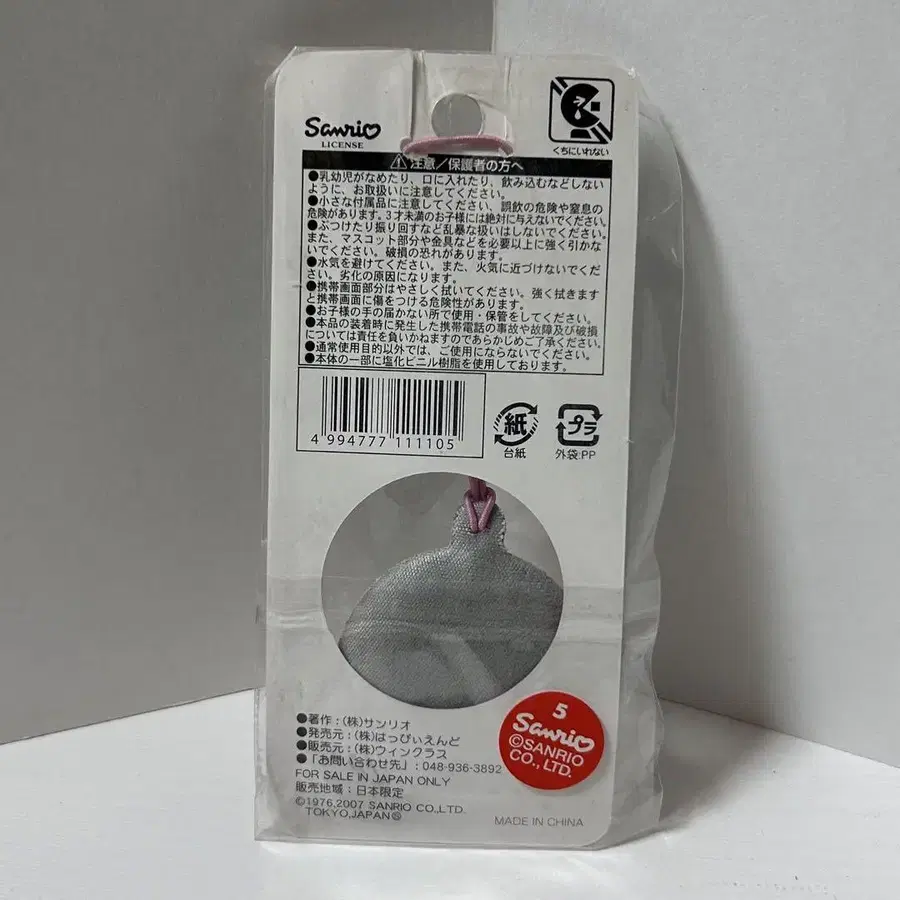 Sanrio
LICENSE
くちにいれない
注意/保護者の方へ
●乳幼児がなめたり、口に入れたり、飲み込むなどしない
ように、お取扱いに注意してください。
●小さな付属品に注意してください、誤飲の危険や窒息の
危険があります。3才未満のお子様には絶対に与えないでください。
●ぶつけたり振り回すなど乱暴な扱いはしないでください。
また、マスコット部分や金具などを必要以上に強く引かな
いでください。破損の恐れがあります。
●水気を避けてください。また、火気に近づけないでくだ
さい。劣化の原因になります。
●携帯画面部分はやさしく拭いてください。強く拭きます
と携帯画面に傷をつける危険性があります。
●お子様の手の届かない所で使用・保管をしてください。
●本品の装着時に発生した携帯電話の事故や故障及び破損
については責任を負いかねますのであらかじめご了承ください。
●通常使用目的以外では、ご使用にならないでください。
●本体の一部に塩化ビニル樹脂を使用しております。
4 994777 111105
紙
台紙
プラ
外袋:PP
●著作：(株)サンリオ
●発売元：(株)はっぴぃえんど
●販売元：(株)ウインクラス
●「お問い合わせ先」：048-936-3892
FOR SALE IN JAPAN ONLY
販売地域：日本限定
©1976,2007 SANRIO CO.,LTD.
TOKYO,JAPAN
5
Sanrio
©SANRIO
CO., LTD.
MADE IN CHINA